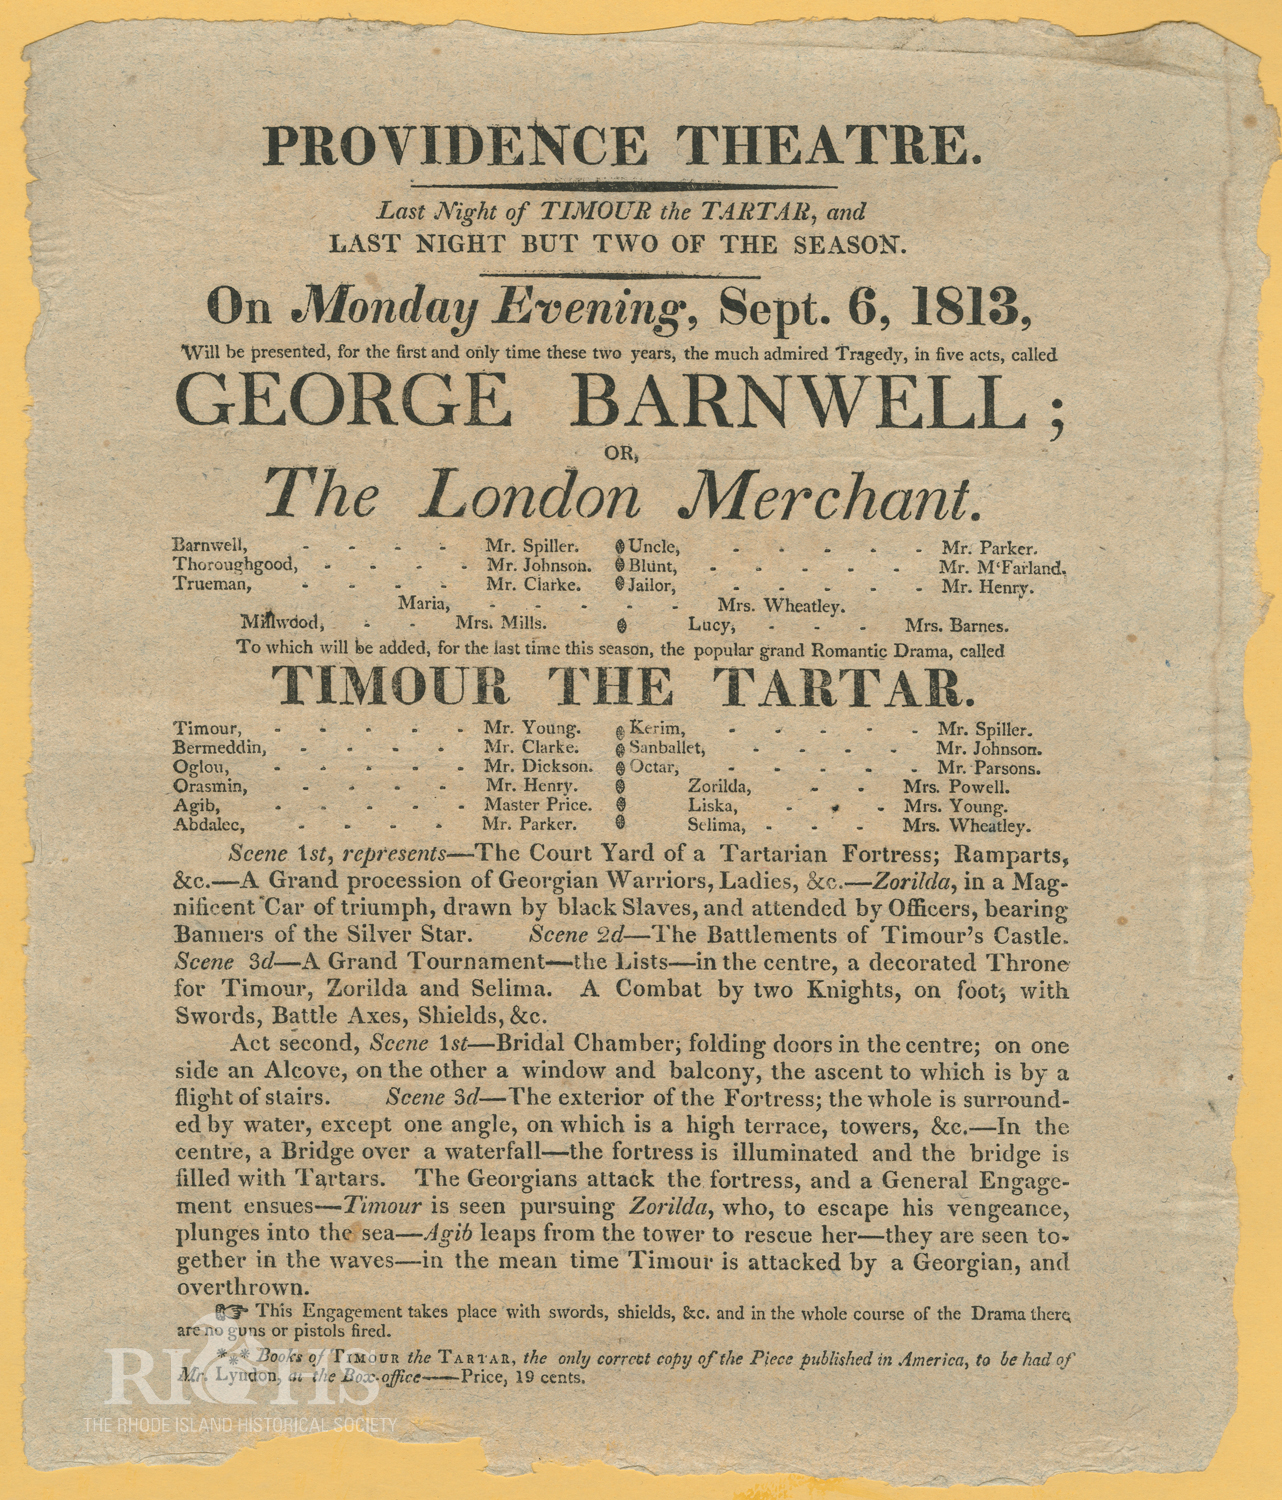 PROVIDENCE THEATRE.
Last Night of TIMOUR the TARTAR, and
LAST NIGHT BUT TWO OF THE SEASON.
On Monday Evening, Sept. 6, 1813,
Will be presented, for the first and only time these two years, the much admired Tragedy, in five acts, called
GEORGE BARNWELL;
OR,
The London Merchant.
Barnwell, - - - - Mr. Spiller. Uncle, - - - - - Mr. Parker.
Thoroughgood, - - - - Mr. Johnson. Blunt, - - - - - Mr. M‘Farland.
Trueman, - - - - Mr. Clarke. Jailor, - - - - - Mr. Henry.
Maria, - - - - - Mrs. Wheatley.
Millwood, - - Mrs. Mills. Lucy, - - - Mrs. Barnes.
To which will be added, for the last time this season, the popular grand Romantic Drama, called
TIMOUR THE TARTAR.
Timour, - - - - - Mr. Young. Kerim, - - - - Mr. Spiller.
Bermeddin, - - - - Mr. Clarke. Sanballet, - - - - Mr. Johnson.
Oglou, - - - - - Mr. Dickson. Octar, - - - - - Mr. Parsons.
Orasmin, - - - - Mr. Henry. Zorilda, - - Mrs. Powell.
Agib, - - - - - Master Price. Liska, - - - Mrs. Young.
Abdalec, - - - - Mr. Parker. Selima, - - - Mrs. Wheatley.
Scene 1st, represents—The Court Yard of a Tartarian Fortress; Ramparts,
&c.—A Grand procession of Georgian Warriors, Ladies, &c.—Zorilda, in a Mag-
nificent Car of triumph, drawn by black Slaves, and attended by Officers, bearing
Banners of the Silver Star. Scene 2d—The Battlements of Timour's Castle.
Scene 3d—A Grand Tournament—the Lists—in the centre, a decorated Throne
for Timour, Zorilda and Selima. A Combat by two Knights, on foot, with
Swords, Battle Axes, Shields, &c.
Act second, Scene 1st—Bridal Chamber; folding doors in the centre; on one
side an Alcove, on the other a window and balcony, the ascent to which is by a
flight of stairs. Scene 3d—The exterior of the Fortress; the whole is surround-
ed by water, except one angle, on which is a high terrace, towers, &c.—In the
centre, a Bridge over a waterfall—the fortress is illuminated and the bridge is
filled with Tartars. The Georgians attack the fortress, and a General Engage-
ment ensues—Timour is seen pursuing Zorilda, who, to escape his vengeance,
plunges into the sea—Agib leaps from the tower to rescue her—they are seen to-
gether in the waves—in the mean time Timour is attacked by a Georgian, and
overthrown.
☞ This Engagement takes place with swords, shields, &c. and in the whole course of the Drama there
are no guns or pistols fired.
*** Books of TIMOUR the TARTAR, the only correct copy of the Piece published in America, to be had of
Mr. Lyndon, at the Box-office——Price, 19 cents.
RIHS
THE RHODE ISLAND HISTORICAL SOCIETY